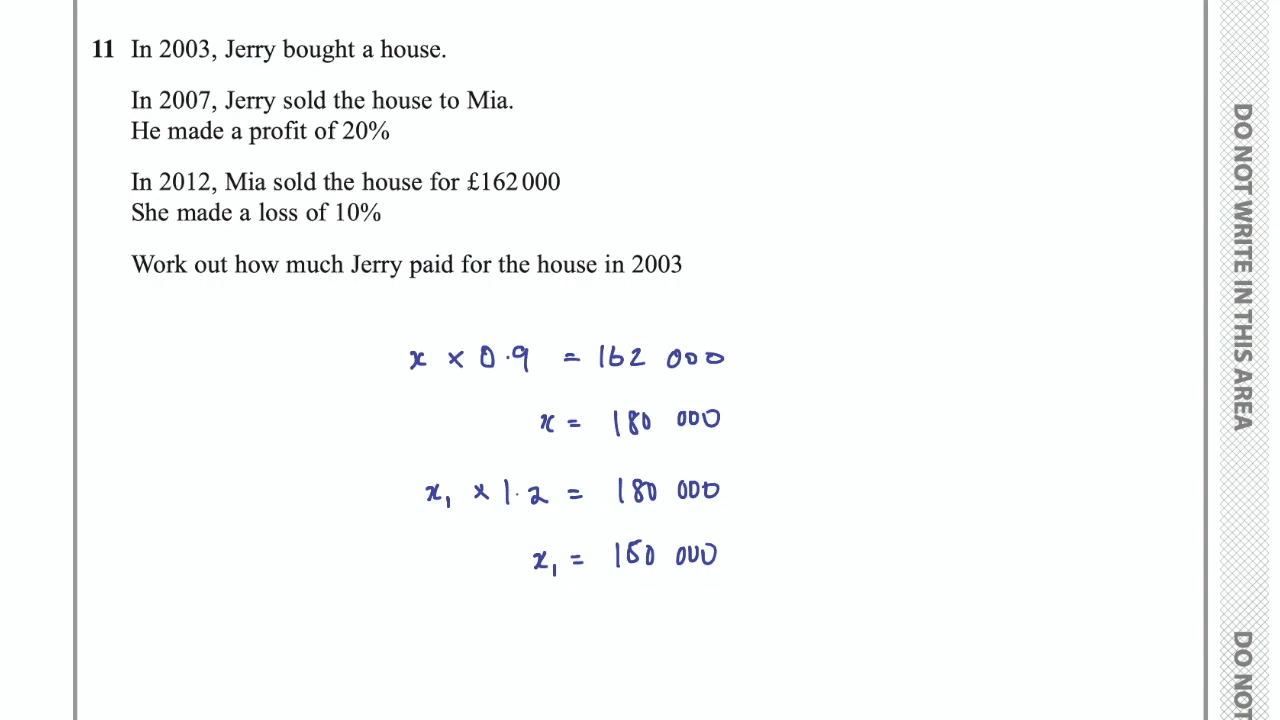 11 In 2003, Jerry bought a house.
In 2007, Jerry sold the house to Mia.
He made a profit of 20%
In 2012, Mia sold the house for £162 000
She made a loss of 10%
Work out how much Jerry paid for the house in 2003
x × 0.9 = 162 000
x = 180 000
x₁ × 1.2 = 180 000
x₁ = 150 000
DO NOT WRITE IN THIS AREA
DO NOT